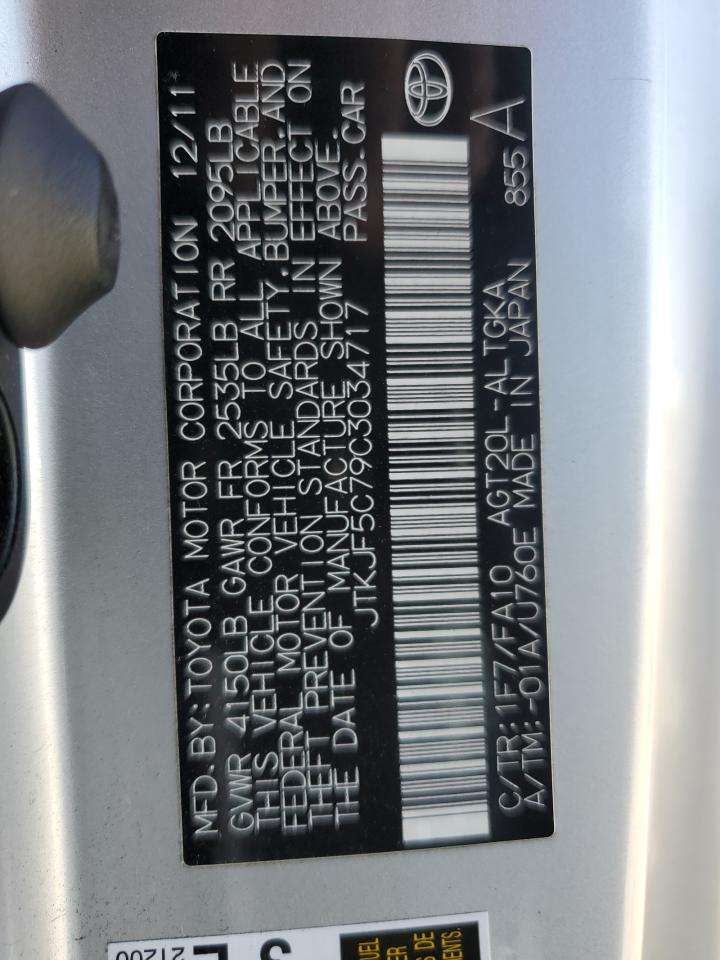 MFD.BY:TOYOTA MOTOR CORPORATION 12/11
GVWR 4150LB GAWR FR 2535LB RR 2095LB
THIS VEHICLE CONFORMS TO ALL APPLICABLE
FEDERAL MOTOR VEHICLE SAFETY,BUMPER,AND
THEFT PREVENTION STANDARDS IN EFFECT ON
THE DATE OF MANUFACTURE SHOWN ABOVE.
JTKJF5C79C3034717 PASS.CAR
C/TR:1F7/FA10 AGT20L-ALTGKA 855A
A/TM:-01A/U760E MADE IN JAPAN
21200